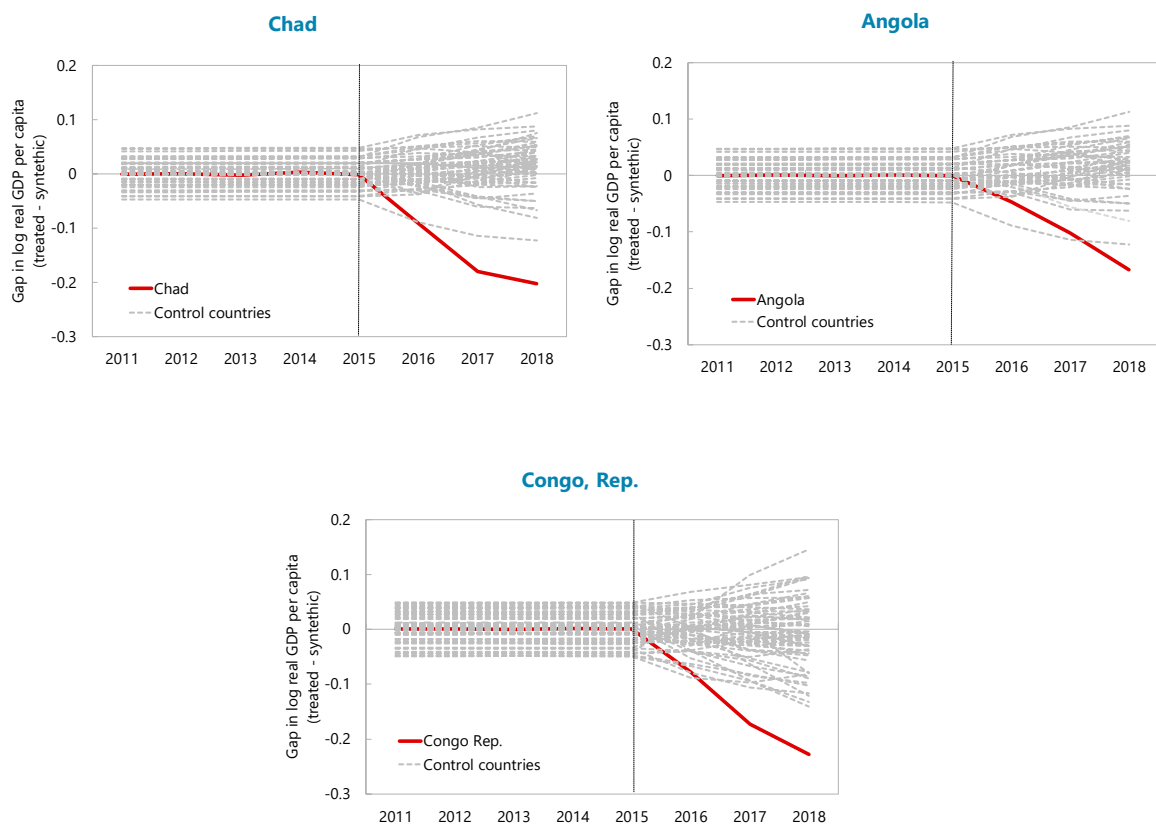 Chad
Gap in log real GDP per capita
(treated - syntethic)
0.2
0.1
0
-0.1
-0.2
-0.3
Chad
Control countries
2011 2012 2013 2014 2015 2016 2017 2018
Angola
Gap in log real GDP per capita
(treated - syntethic)
0.2
0.1
0
-0.1
-0.2
-0.3
Angola
Control countries
2011 2012 2013 2014 2015 2016 2017 2018
Congo, Rep.
Gap in log real GDP per capita
(treated - syntethic)
0.2
0.1
0
-0.1
-0.2
-0.3
Congo Rep.
Control countries
2011 2012 2013 2014 2015 2016 2017 2018